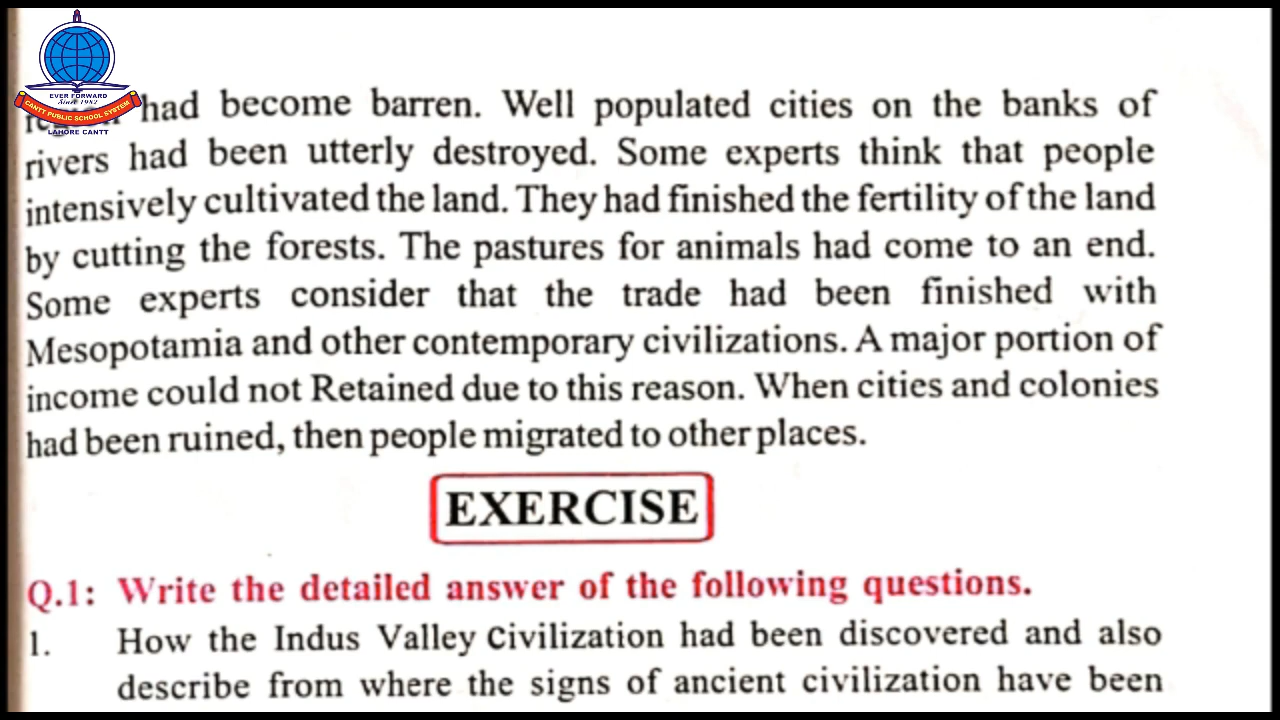 EVER FORWARD
Since 1982
CANTT PUBLIC SCHOOL SYSTEM
LAHORE CANTT
had become barren. Well populated cities on the banks of
rivers had been utterly destroyed. Some experts think that people
intensively cultivated the land. They had finished the fertility of the land
by cutting the forests. The pastures for animals had come to an end.
Some experts consider that the trade had been finished with
Mesopotamia and other contemporary civilizations. A major portion of
income could not Retained due to this reason. When cities and colonies
had been ruined, then people migrated to other places.
EXERCISE
Q.1: Write the detailed answer of the following questions.
1. How the Indus Valley Civilization had been discovered and also
describe from where the signs of ancient civilization have been